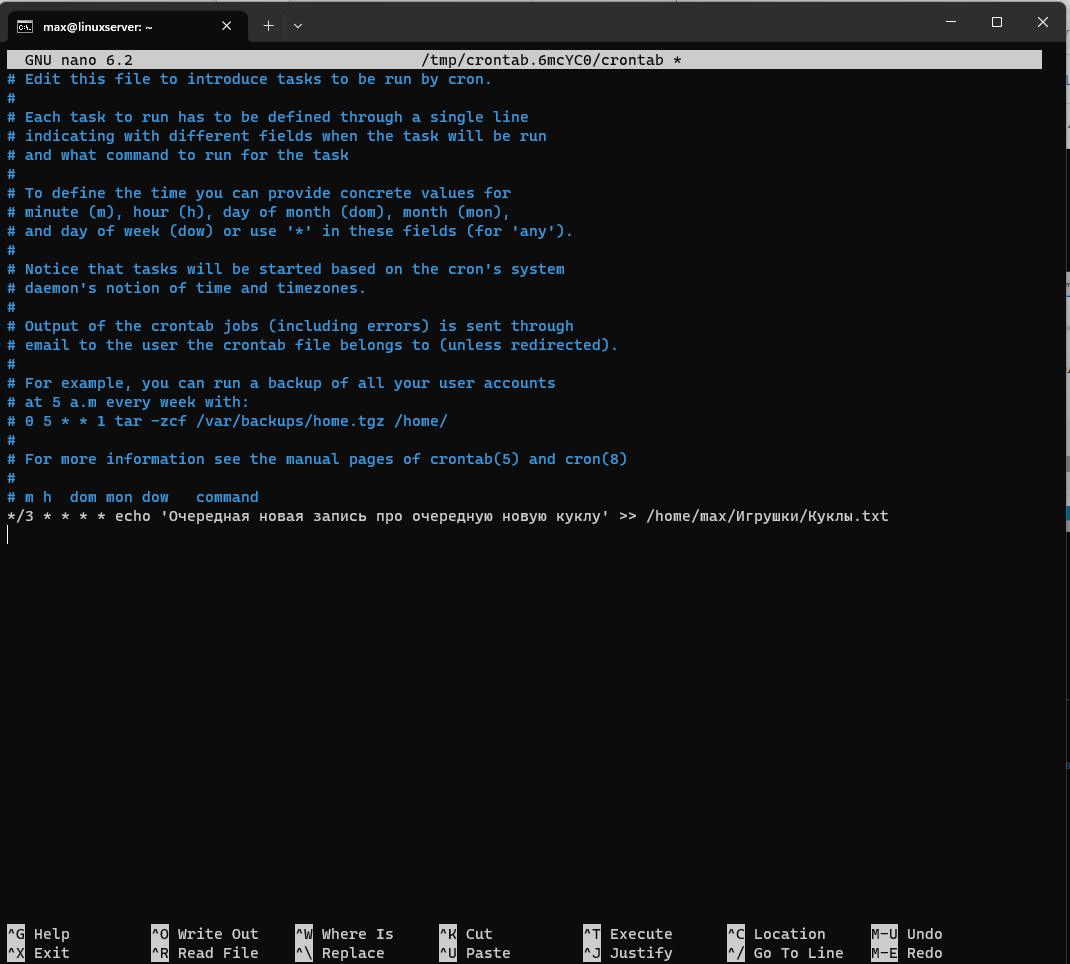 max@linuxserver: ~
GNU nano 6.2 /tmp/crontab.6mcYC0/crontab *
# Edit this file to introduce tasks to be run by cron.
#
# Each task to run has to be defined through a single line
# indicating with different fields when the task will be run
# and what command to run for the task
#
# To define the time you can provide concrete values for
# minute (m), hour (h), day of month (dom), month (mon),
# and day of week (dow) or use '*' in these fields (for 'any').
#
# Notice that tasks will be started based on the cron's system
# daemon's notion of time and timezones.
#
# Output of the crontab jobs (including errors) is sent through
# email to the user the crontab file belongs to (unless redirected).
#
# For example, you can run a backup of all your user accounts
# at 5 a.m every week with:
# 0 5 * * 1 tar -zcf /var/backups/home.tgz /home/
#
# For more information see the manual pages of crontab(5) and cron(8)
#
# m h  dom mon dow   command
*/3 * * * * echo 'Очередная новая запись про очередную новую куклу' >> /home/max/Игрушки/Куклы.txt
^G Help ^O Write Out ^W Where Is ^K Cut ^T Execute ^C Location M-U Undo
^X Exit ^R Read File ^\ Replace ^U Paste ^J Justify ^/ Go To Line M-E Redo